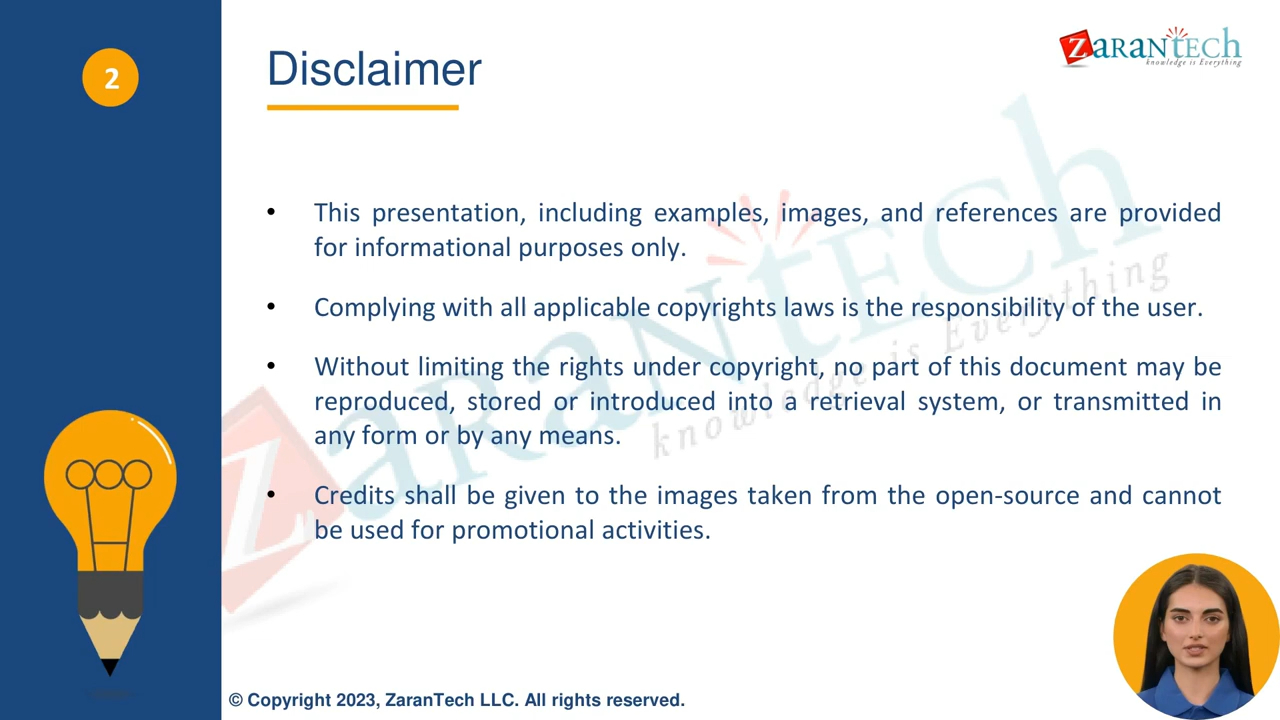 2
Disclaimer
ZARANTECH
knowledge is Everything
• This presentation, including examples, images, and references are provided
for informational purposes only.
• Complying with all applicable copyrights laws is the responsibility of the user.
• Without limiting the rights under copyright, no part of this document may be
reproduced, stored or introduced into a retrieval system, or transmitted in
any form or by any means.
• Credits shall be given to the images taken from the open-source and cannot
be used for promotional activities.
ZARANTECH
knowledge is Everything
© Copyright 2023, ZaranTech LLC. All rights reserved.